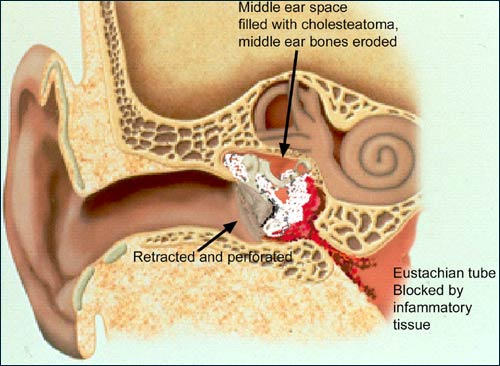 Middle ear space
filled with cholesteatoma,
middle ear bones eroded
Retracted and perforated
Eustachian tube
Blocked by
infammatory
tissue